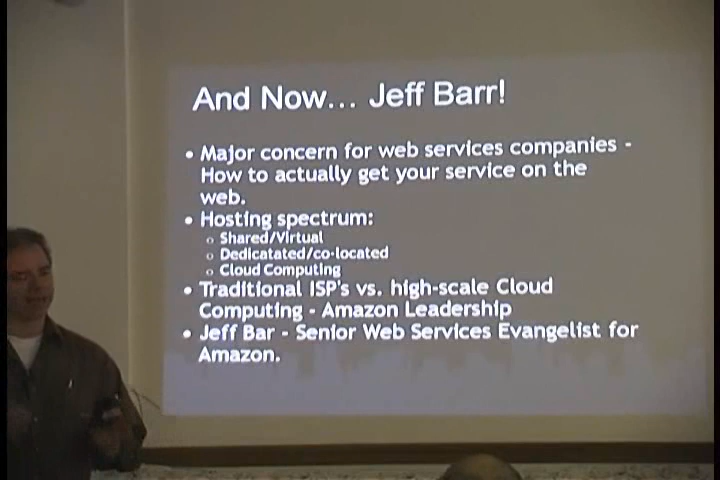 And Now... Jeff Barr!
• Major concern for web services companies -
How to actually get your service on the
web.
• Hosting spectrum:
o Shared/Virtual
o Dedicatated/co-located
o Cloud Computing
• Traditional ISP's vs. high-scale Cloud
Computing - Amazon Leadership
• Jeff Bar - Senior Web Services Evangelist for
Amazon.